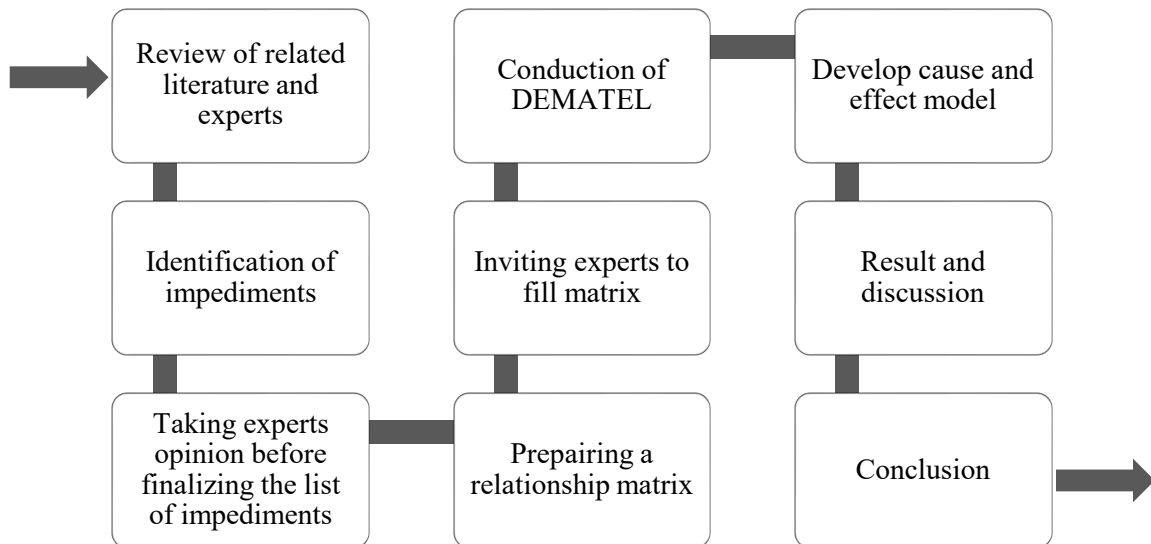 Review of related
literature and
experts
Identification of
impediments
Taking experts
opinion before
finalizing the list
of impediments
Prepairing a
relationship matrix
Inviting experts to
fill matrix
Conduction of
DEMATEL
Develop cause and
effect model
Result and
discussion
Conclusion